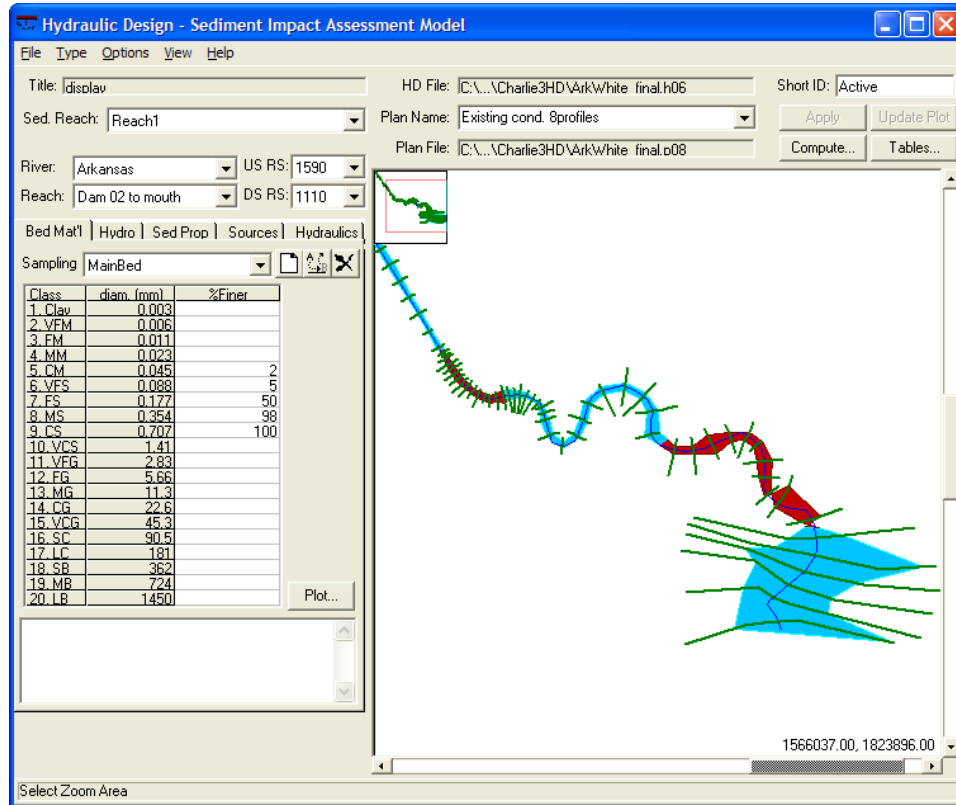 Hydraulic Design - Sediment Impact Assessment Model
File Type Options View Help
Title: display HD File: C:\...\Charlie3HD\ArkWhite_final.h06 Short ID: Active
Sed. Reach: Reach1 Plan Name: Existing cond. 8profiles Apply Update Plot
Plan File: C:\...\Charlie3HD\ArkWhite_final.p08 Compute... Tables...
River: Arkansas US RS: 1590
Reach: Dam 02 to mouth DS RS: 1110
Bed Mat'l Hydro Sed Prop Sources Hydraulics
Sampling MainBed
Class diam. (mm) %Finer
1. Clay 0.003
2. VFM 0.006
3. FM 0.011
4. MM 0.023
5. CM 0.045 2
6. VFS 0.088 5
7. FS 0.177 50
8. MS 0.354 98
9. CS 0.707 100
10. VCS 1.41
11. VFG 2.83
12. FG 5.66
13. MG 11.3
14. CG 22.6
15. VCG 45.3
16. SC 90.5
17. LC 181
18. SB 362
19. MB 724
20. LB 1450
Plot...
1566037.00, 1823896.00
Select Zoom Area